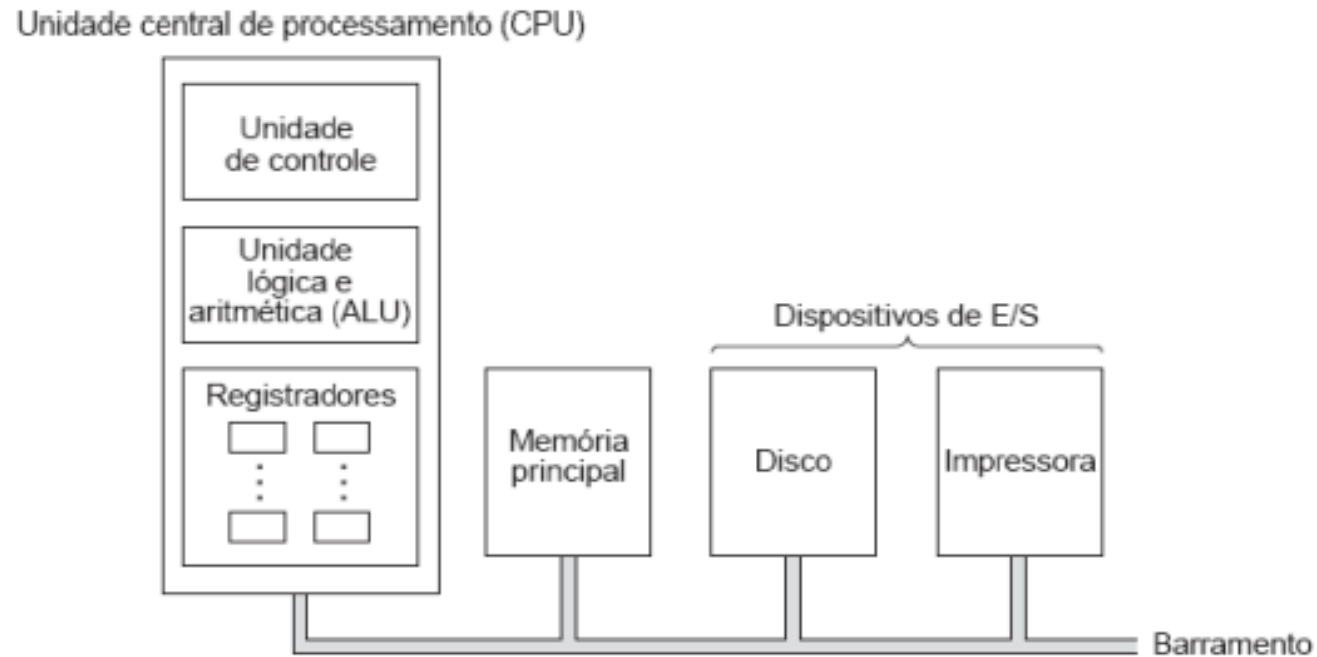 Unidade central de processamento (CPU)
Unidade
de controle
Unidade
lógica e
aritmética (ALU)
Registradores
Memória
principal
Dispositivos de E/S
Disco
Impressora
Barramento